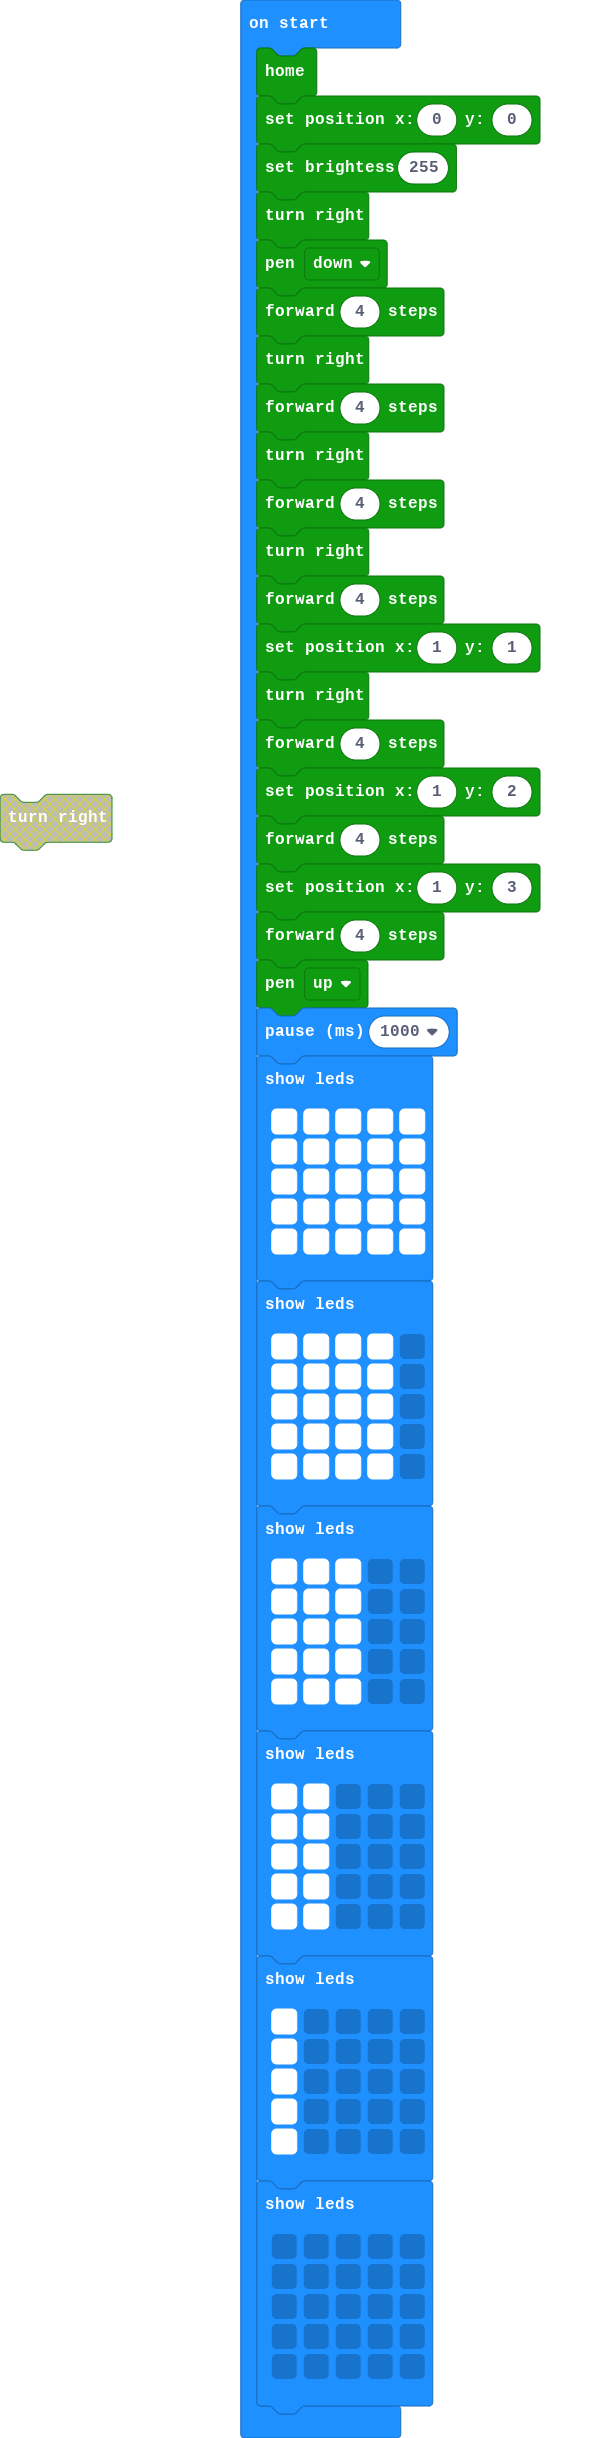 on start
home
set position x: 0 y: 0
set brightess 255
turn right
pen down
forward 4 steps
turn right
forward 4 steps
turn right
forward 4 steps
turn right
forward 4 steps
set position x: 1 y: 1
turn right
forward 4 steps
set position x: 1 y: 2
turn right
forward 4 steps
set position x: 1 y: 3
forward 4 steps
pen up
pause (ms) 1000
show leds
show leds
show leds
show leds
show leds
show leds